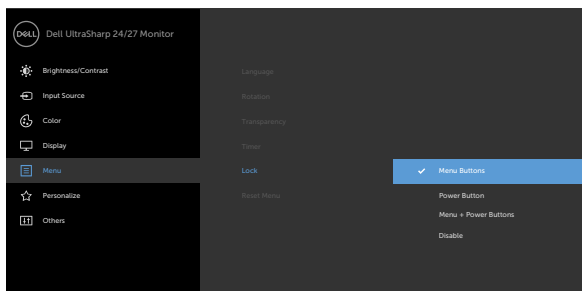 DELL Dell UltraSharp 24/27 Monitor
Brightness/Contrast
Input Source
Color
Display
Menu
Personalize
Others
Language
Rotation
Transparency
Timer
Lock
Reset Menu
Menu Buttons
Power Button
Menu + Power Buttons
Disable